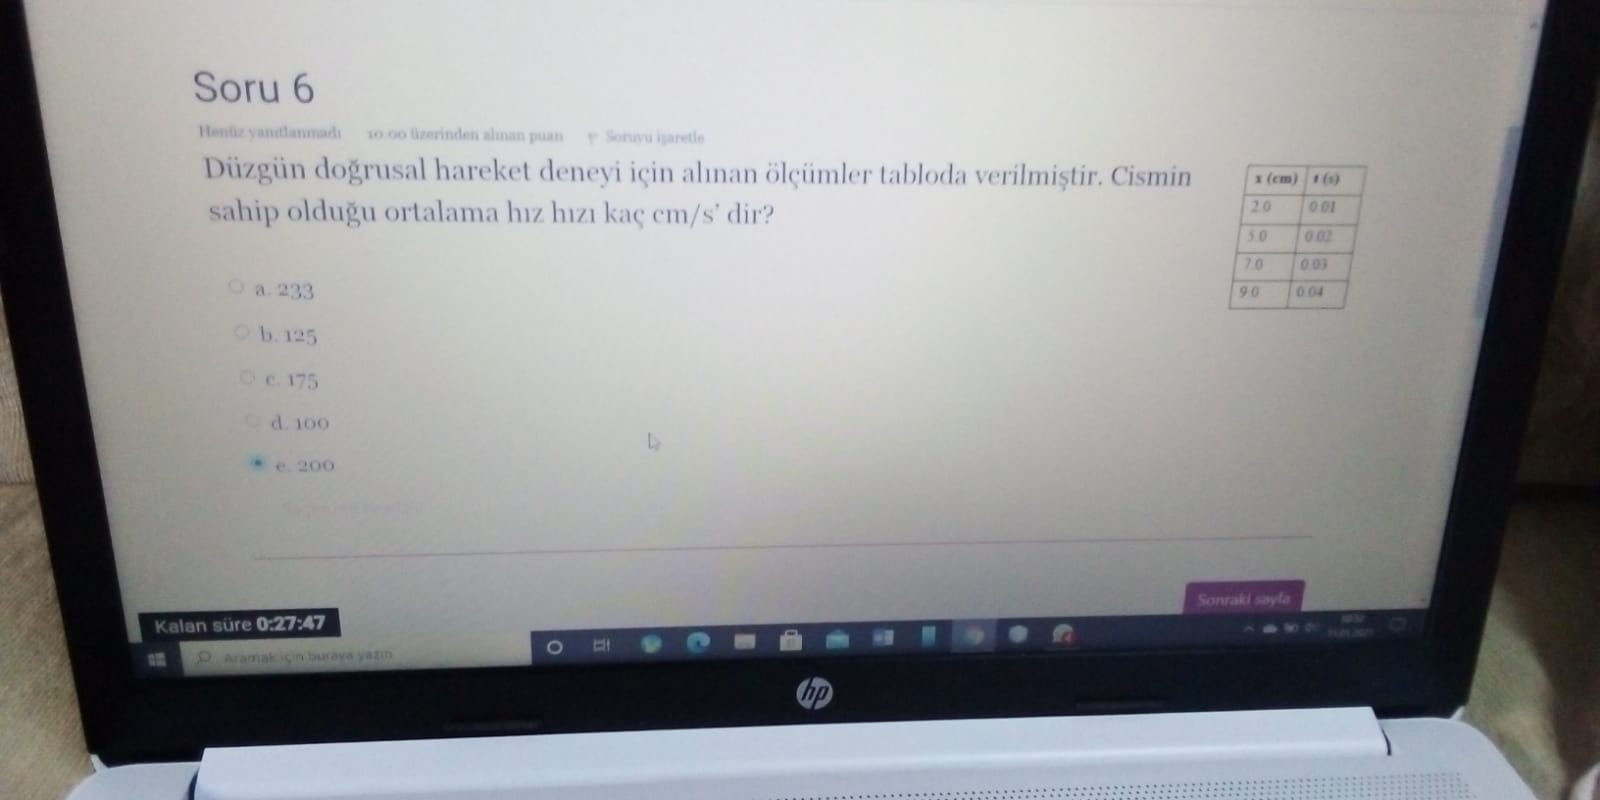 Soru 6
Henüz yanıtlanmadı 10.00 üzerinden alınan puan Soruyu işaretle
Düzgün doğrusal hareket deneyi için alınan ölçümler tabloda verilmiştir. Cismin
sahip olduğu ortalama hız hızı kaç cm/s' dir?
x (cm) t (s)
2.0 0.01
5.0 0.02
7.0 0.03
9.0 0.04
a. 233
b. 125
c. 175
d. 100
e. 200
Sonraki sayfa
Kalan süre 0:27:47
Aramak için buraya yazın
hp